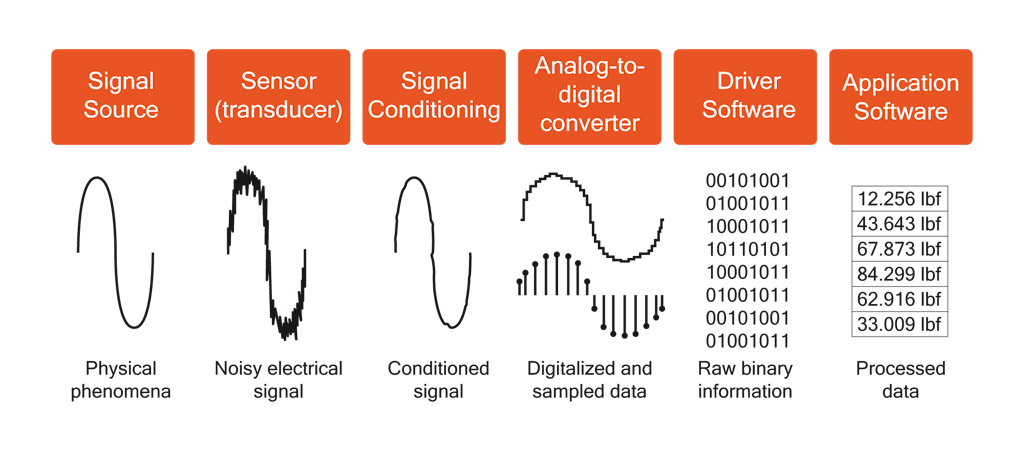 Signal
Source
Sensor
(transducer)
Signal
Conditioning
Analog-to-
digital
converter
Driver
Software
Application
Software
00101001
01001011
10001011
10110101
10001011
01001011
00101001
01001011
12.256 lbf
43.643 lbf
67.873 lbf
84.299 lbf
62.916 lbf
33.009 lbf
Physical
phenomena
Noisy electrical
signal
Conditioned
signal
Digitalized and
sampled data
Raw binary
information
Processed
data